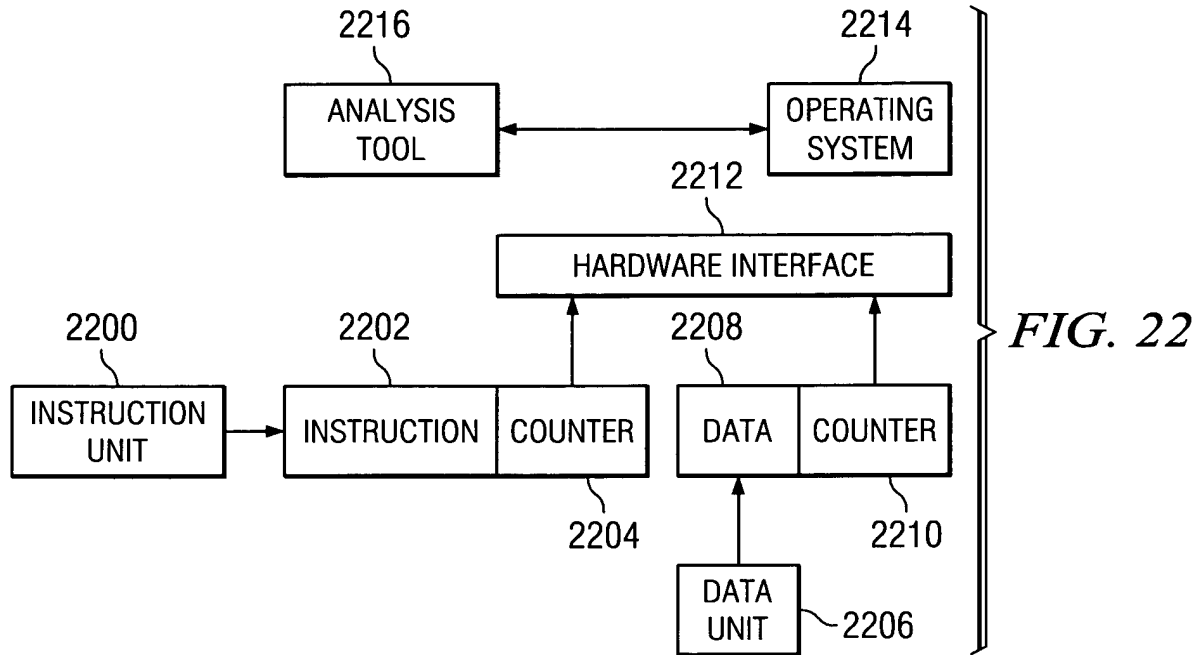 2216
2214
ANALYSIS
TOOL
OPERATING
SYSTEM
2212
HARDWARE INTERFACE
2200
2202
2208
FIG. 22
INSTRUCTION
UNIT
INSTRUCTION
COUNTER
DATA
COUNTER
2204
2210
DATA
UNIT
2206